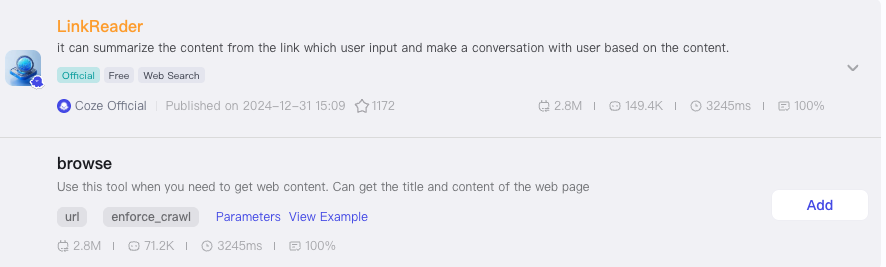 LinkReader
it can summarize the content from the link which user input and make a conversation with user based on the content.
Official Free Web Search
Coze Official Published on 2024-12-31 15:09 1172 2.8M 149.4K 3245ms 100%
browse
Use this tool when you need to get web content. Can get the title and content of the web page
Add
url enforce_crawl Parameters View Example
2.8M 71.2K 3245ms 100%